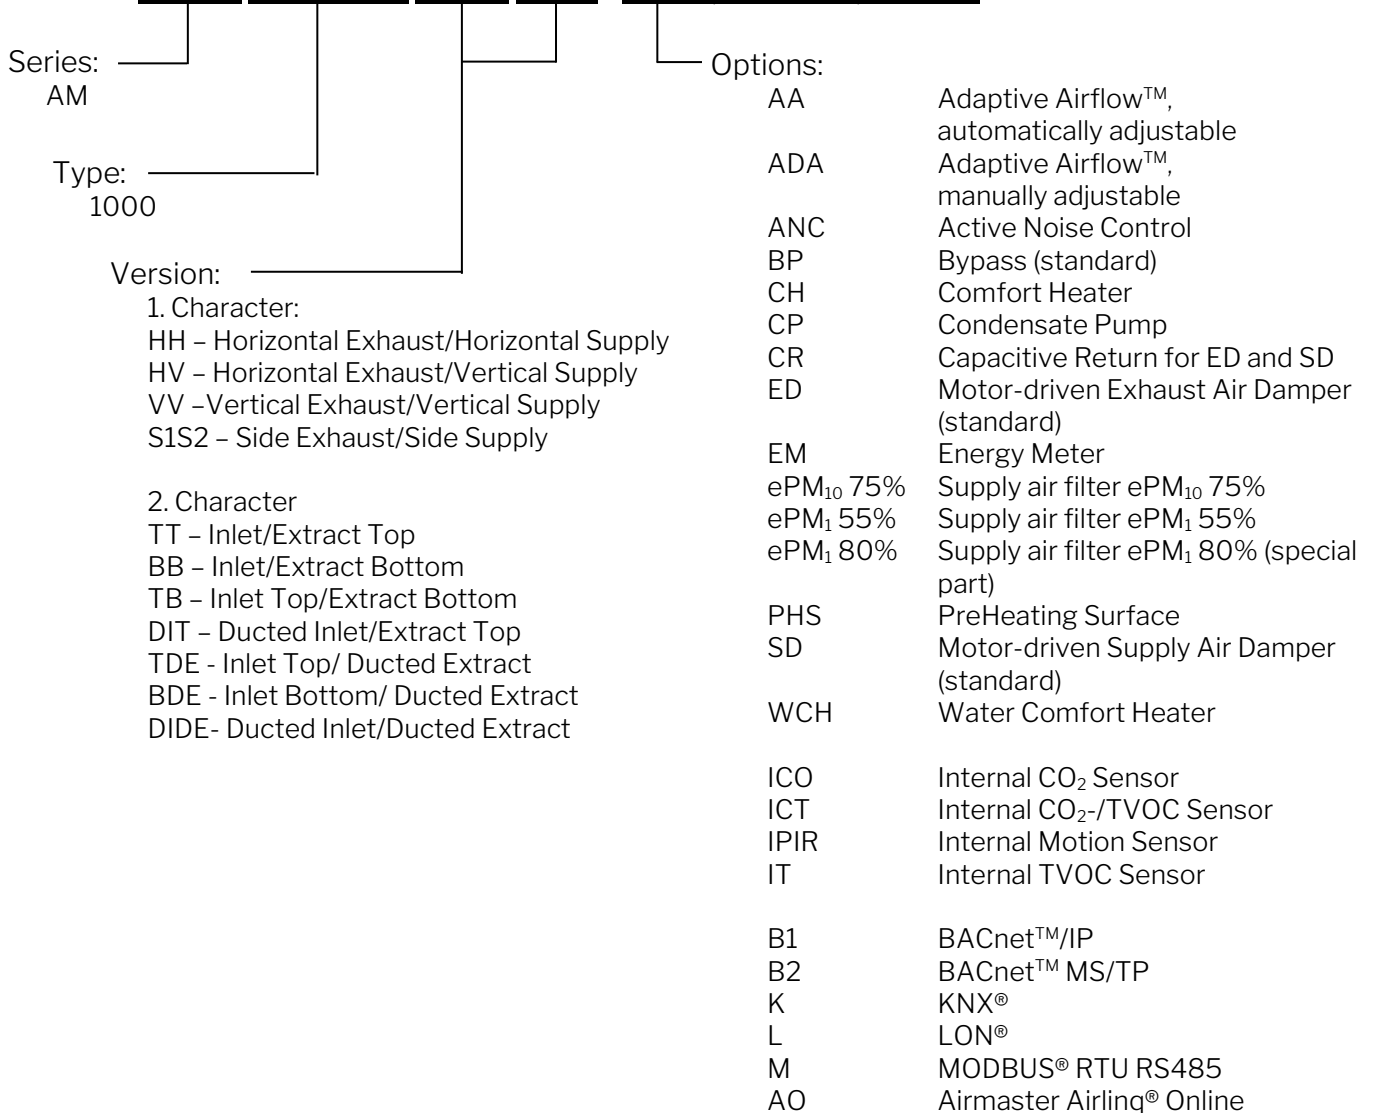 Series:
AM
Type:
1000
Version:
1. Character:
HH – Horizontal Exhaust/Horizontal Supply
HV – Horizontal Exhaust/Vertical Supply
VV –Vertical Exhaust/Vertical Supply
S1S2 – Side Exhaust/Side Supply
2. Character
TT – Inlet/Extract Top
BB – Inlet/Extract Bottom
TB – Inlet Top/Extract Bottom
DIT – Ducted Inlet/Extract Top
TDE - Inlet Top/ Ducted Extract
BDE - Inlet Bottom/ Ducted Extract
DIDE- Ducted Inlet/Ducted Extract
Options:
AA Adaptive Airflow™,
automatically adjustable
ADA Adaptive Airflow™,
manually adjustable
ANC Active Noise Control
BP Bypass (standard)
CH Comfort Heater
CP Condensate Pump
CR Capacitive Return for ED and SD
ED Motor-driven Exhaust Air Damper
(standard)
EM Energy Meter
ePM₁₀ 75% Supply air filter ePM₁₀ 75%
ePM₁ 55% Supply air filter ePM₁ 55%
ePM₁ 80% Supply air filter ePM₁ 80% (special
part)
PHS PreHeating Surface
SD Motor-driven Supply Air Damper
(standard)
WCH Water Comfort Heater
ICO Internal CO₂ Sensor
ICT Internal CO₂-/TVOC Sensor
IPIR Internal Motion Sensor
IT Internal TVOC Sensor
B1 BACnet™/IP
B2 BACnet™ MS/TP
K KNX®
L LON®
M MODBUS® RTU RS485
AO Airmaster Airlinq® Online